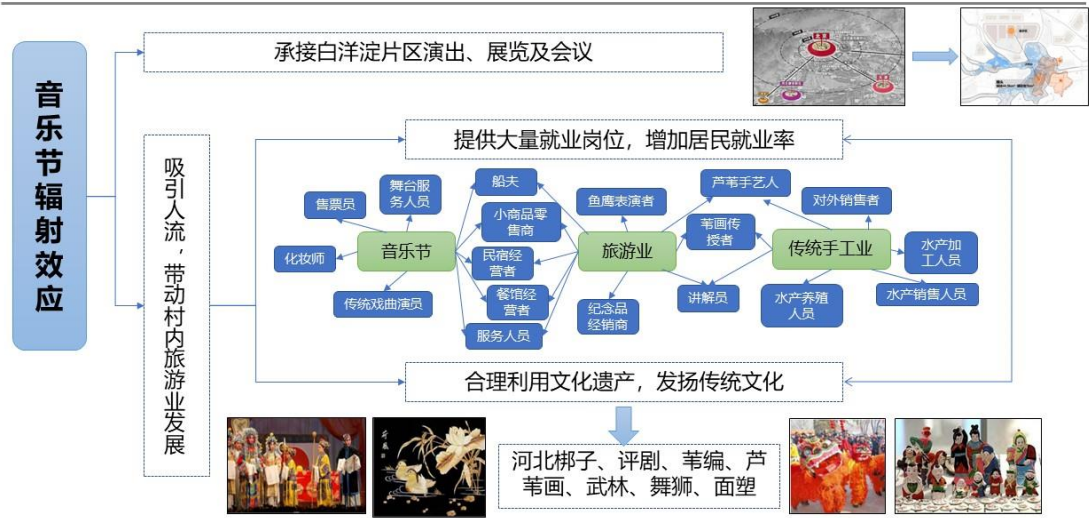 音乐节辐射效应
承接白洋淀片区演出、展览及会议
吸引人流，带动村内旅游业发展
提供大量就业岗位，增加居民就业率
售票员
舞台服
务人员
船夫
小商品零
售商
鱼鹰表演者
芦苇手艺人
苇画传
授者
对外销售者
化妆师
音乐节
民宿经
营者
旅游业
传统手工业
水产加
工人员
传统戏曲演员
餐馆经
营者
服务人员
纪念品
经销商
讲解员
水产养殖
人员
水产销售人员
合理利用文化遗产，发扬传统文化
河北梆子、评剧、苇编、芦
苇画、武林、舞狮、面塑